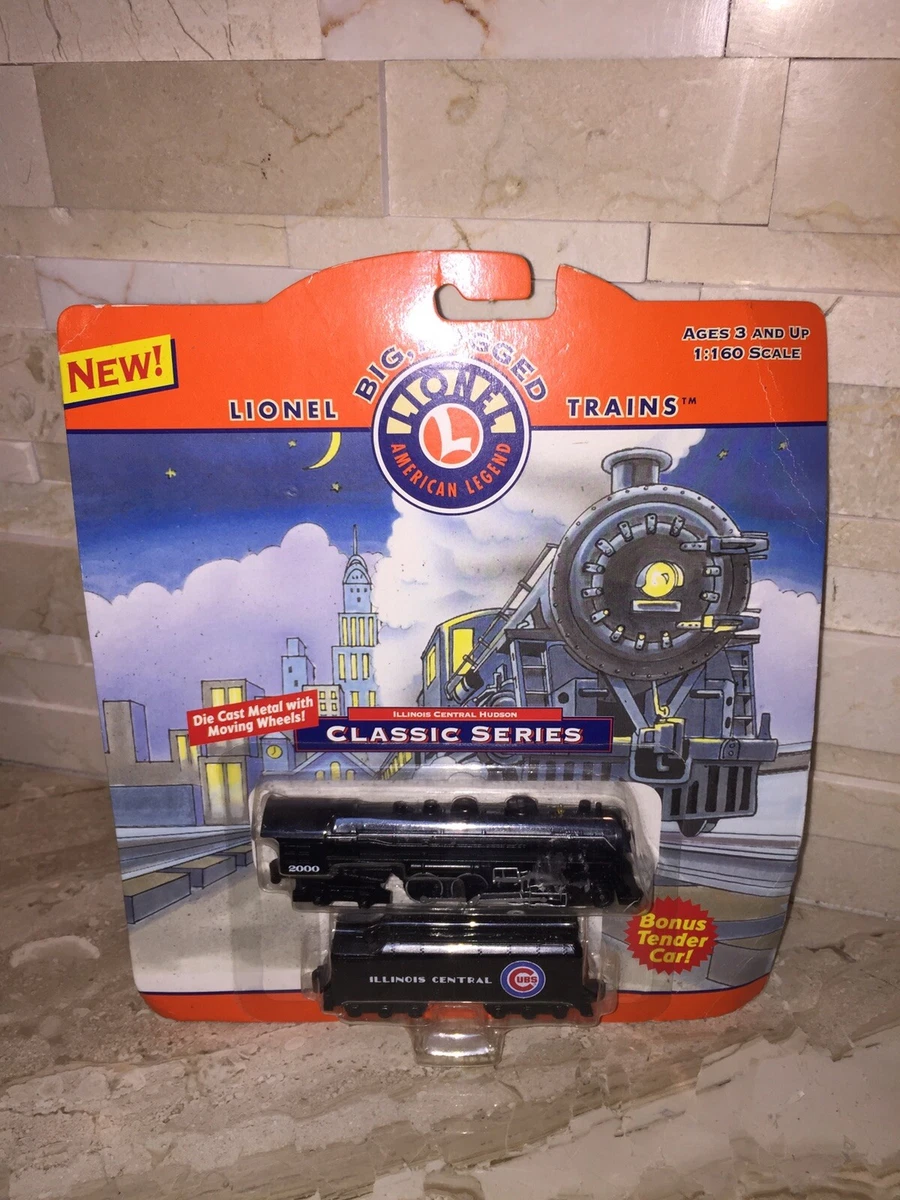 NEW!
AGES 3 AND UP
1:160 SCALE
BIG,
LIONEL
TRAINS™
LIONEL
L
AMERICAN LEGEND
Die Cast Metal with
Moving Wheels!
ILLINOIS CENTRAL HUDSON
CLASSIC SERIES
2000
Bonus
Tender
Car!
ILLINOIS CENTRAL
CUBS